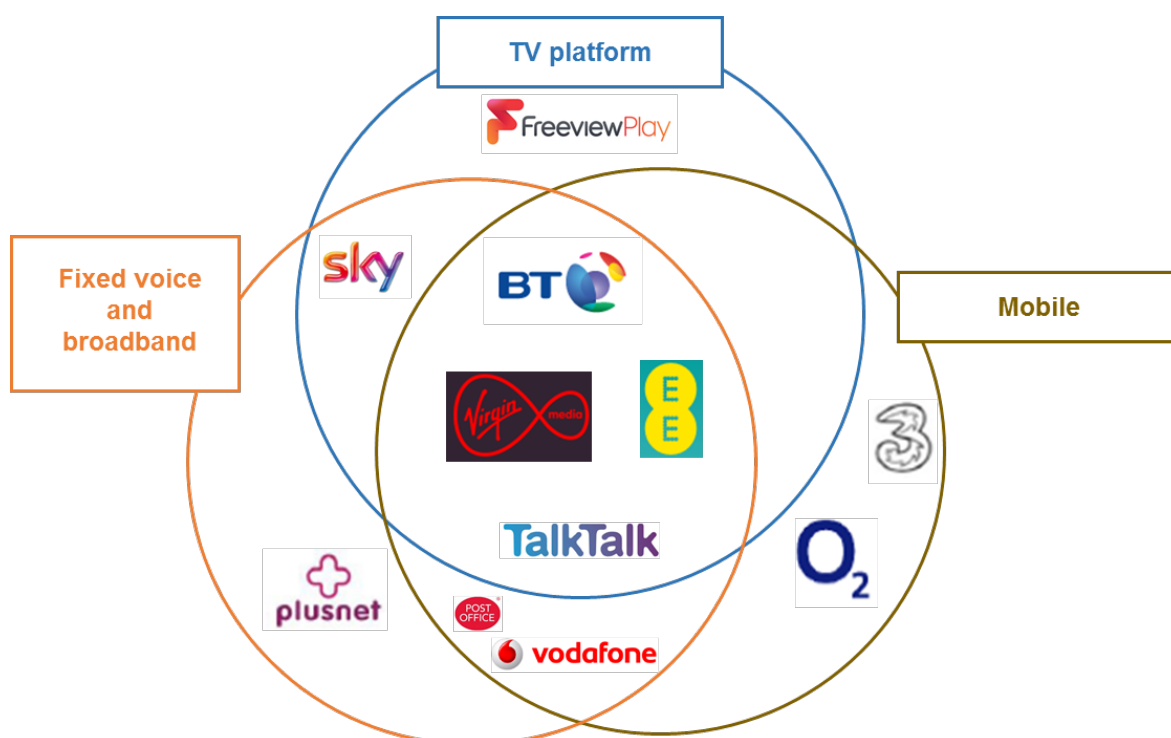 TV platform
FreeviewPlay
Fixed voice
and
broadband
sky
BT
Mobile
Virgin
media
E
E
3
TalkTalk
O2
plusnet
POST
OFFICE
vodafone